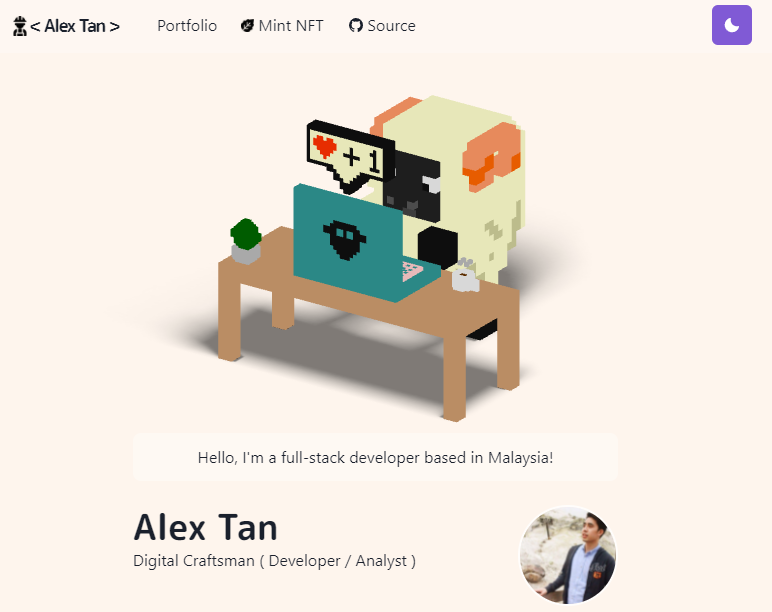 < Alex Tan >
Portfolio
Mint NFT
Source
+1
Hello, I'm a full-stack developer based in Malaysia!
Alex Tan
Digital Craftsman ( Developer / Analyst )